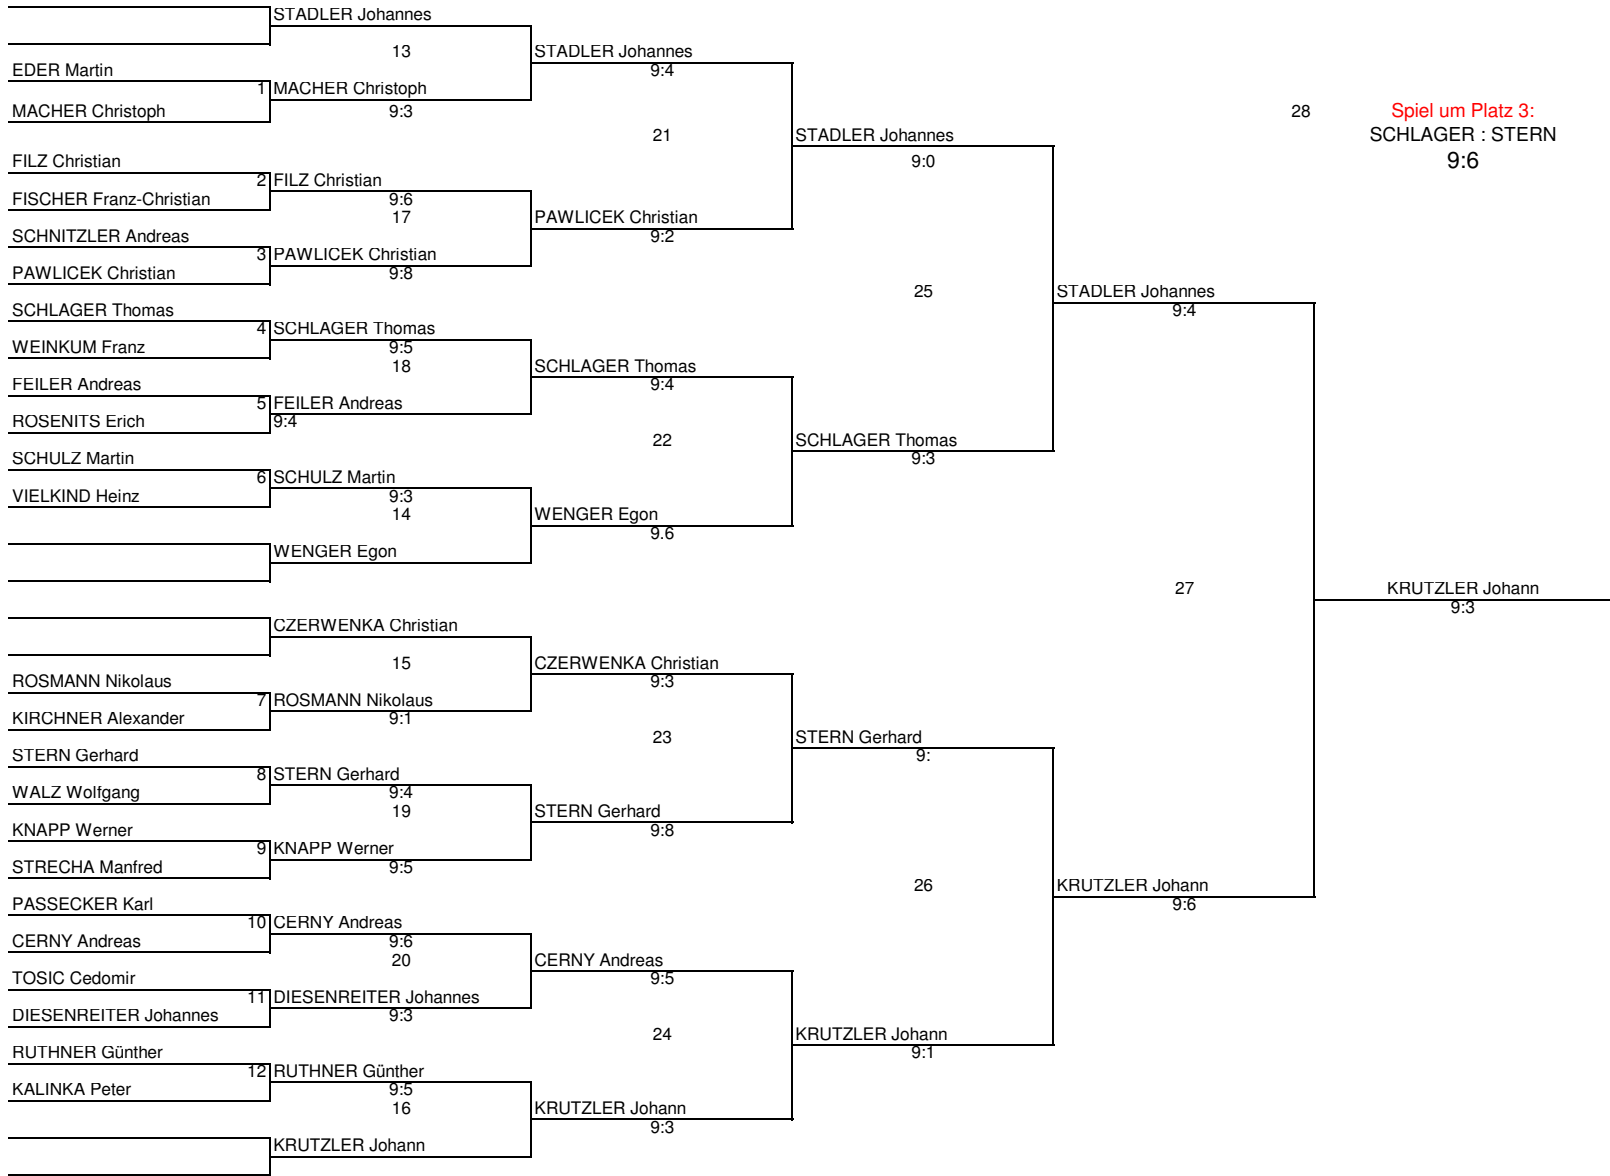 STADLER Johannes
13
STADLER Johannes
9:4
EDER Martin
1 MACHER Christoph
MACHER Christoph
9:3
28
Spiel um Platz 3:
SCHLAGER : STERN
9:6
21
STADLER Johannes
9:0
FILZ Christian
2 FILZ Christian
FISCHER Franz-Christian
9:6
17
PAWLICEK Christian
9:2
SCHNITZLER Andreas
3 PAWLICEK Christian
PAWLICEK Christian
9:8
25
STADLER Johannes
9:4
SCHLAGER Thomas
4 SCHLAGER Thomas
WEINKUM Franz
9:5
18
SCHLAGER Thomas
9:4
FEILER Andreas
5 FEILER Andreas
ROSENITS Erich
9:4
22
SCHLAGER Thomas
9:3
SCHULZ Martin
6 SCHULZ Martin
VIELKIND Heinz
9:3
14
WENGER Egon
9.6
WENGER Egon
27
KRUTZLER Johann
9:3
CZERWENKA Christian
15
CZERWENKA Christian
9:3
ROSMANN Nikolaus
7 ROSMANN Nikolaus
KIRCHNER Alexander
9:1
23
STERN Gerhard
9:
STERN Gerhard
8 STERN Gerhard
WALZ Wolfgang
9:4
19
STERN Gerhard
9:8
KNAPP Werner
9 KNAPP Werner
STRECHA Manfred
9:5
26
KRUTZLER Johann
9:6
PASSECKER Karl
10 CERNY Andreas
CERNY Andreas
9:6
20
CERNY Andreas
9:5
TOSIC Cedomir
11 DIESENREITER Johannes
DIESENREITER Johannes
9:3
24
KRUTZLER Johann
9:1
RUTHNER Günther
12 RUTHNER Günther
KALINKA Peter
9:5
16
KRUTZLER Johann
9:3
KRUTZLER Johann